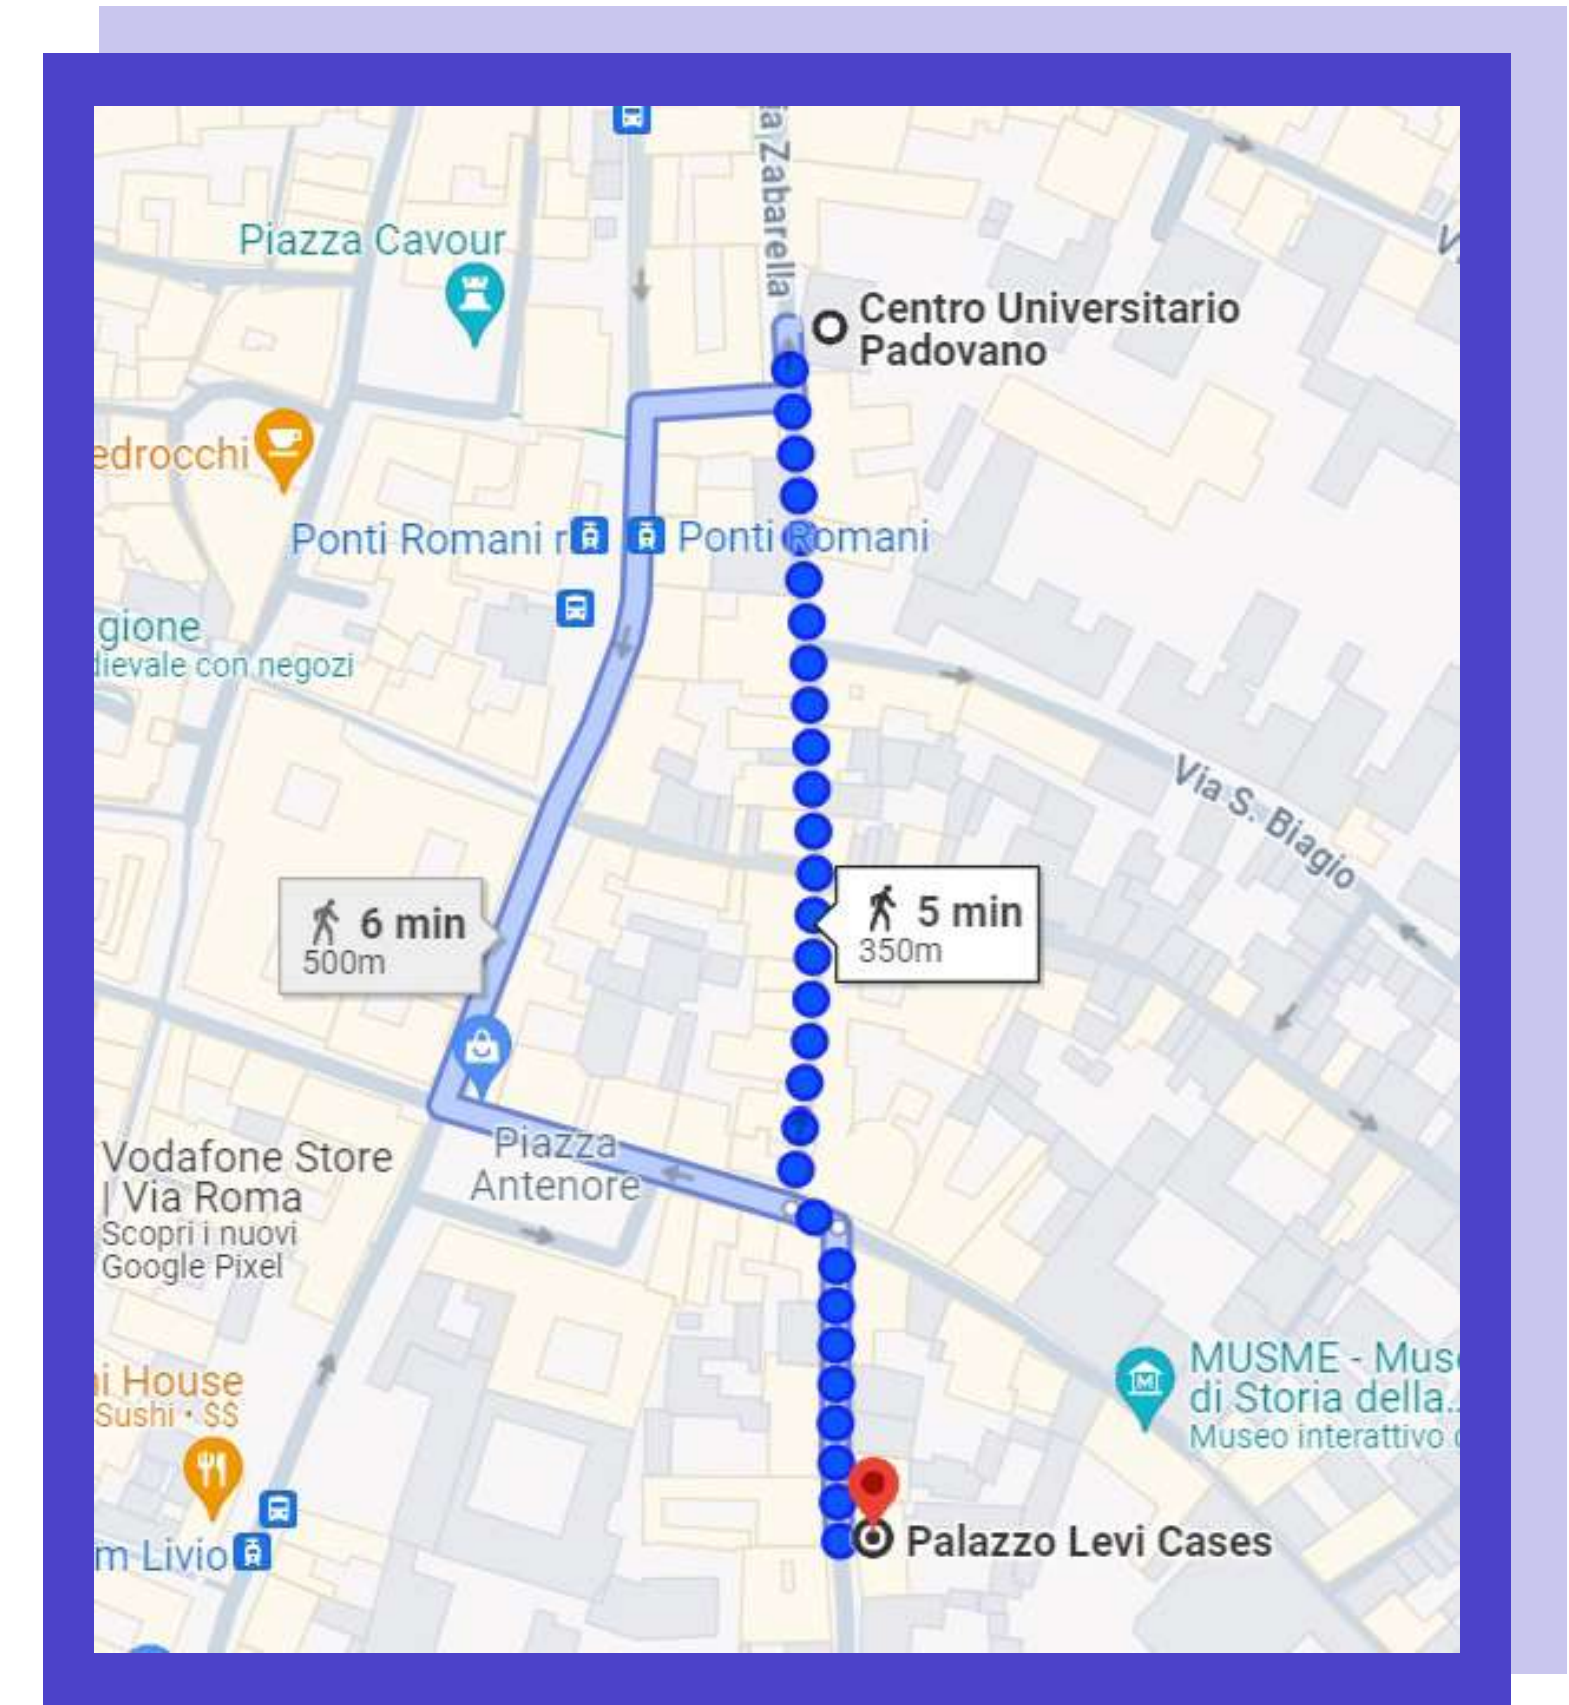 ia Zabarella
Piazza Cavour
Centro Universitario
Padovano
edrocchi
Ponti Romani r
Ponti Romani
gione
dievale con negozi
Via S. Biagio
6 min
500m
5 min
350m
Piazza
Antenore
Vodafone Store
| Via Roma
Scopri i nuovi
Google Pixel
MUSME - Mus
di Storia della...
Museo interattivo
i House
Sushi • $$
m Livio
Palazzo Levi Cases